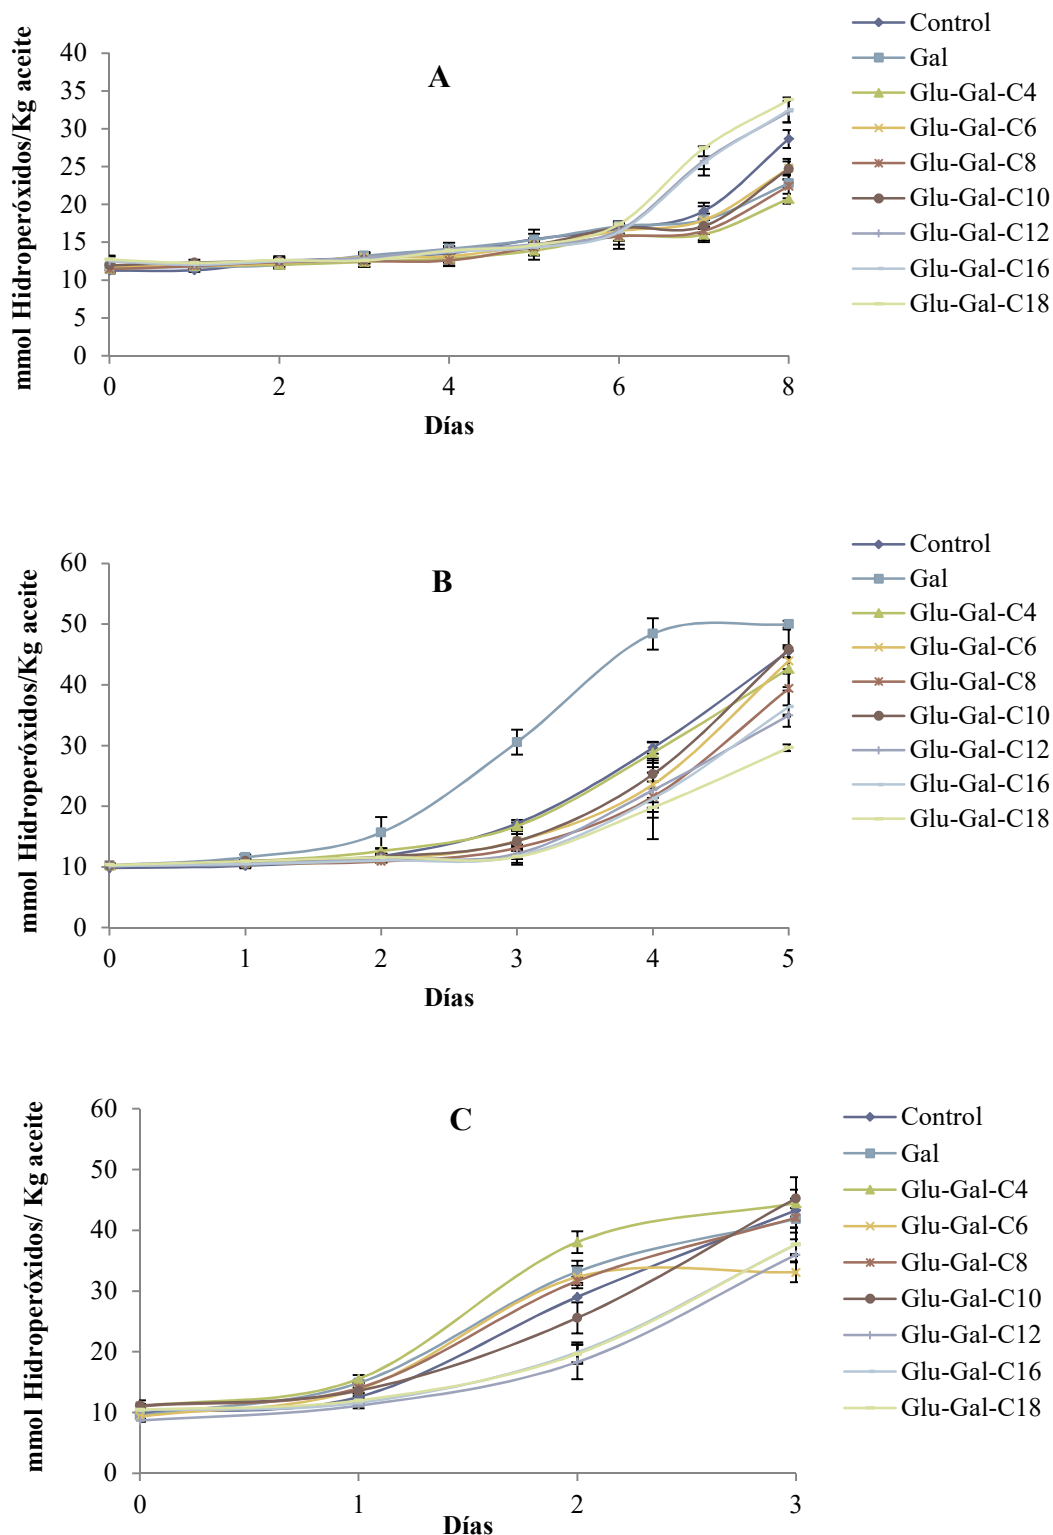 A
mmol Hidroperóxidos/Kg aceite
40
35
30
25
20
15
10
5
0
0 2 4 6 8
Días
Control
Gal
Glu-Gal-C4
Glu-Gal-C6
Glu-Gal-C8
Glu-Gal-C10
Glu-Gal-C12
Glu-Gal-C16
Glu-Gal-C18
B
mmol Hidroperóxidos/Kg aceite
60
50
40
30
20
10
0
0 1 2 3 4 5
Días
Control
Gal
Glu-Gal-C4
Glu-Gal-C6
Glu-Gal-C8
Glu-Gal-C10
Glu-Gal-C12
Glu-Gal-C16
Glu-Gal-C18
C
mmol Hidroperóxidos/ Kg aceite
60
50
40
30
20
10
0
0 1 2 3
Días
Control
Gal
Glu-Gal-C4
Glu-Gal-C6
Glu-Gal-C8
Glu-Gal-C10
Glu-Gal-C12
Glu-Gal-C16
Glu-Gal-C18